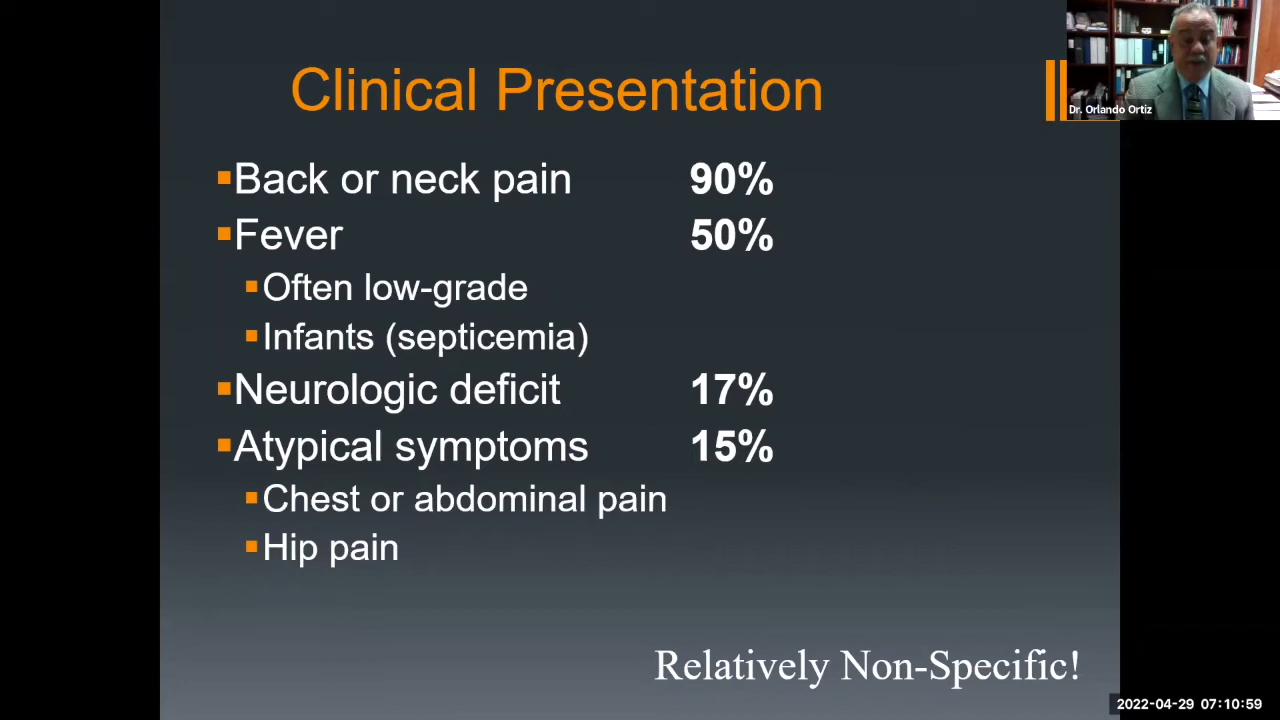 Clinical Presentation
Dr. Orlando Ortiz
▪Back or neck pain 90%
▪Fever 50%
▪Often low-grade
▪Infants (septicemia)
▪Neurologic deficit 17%
▪Atypical symptoms 15%
▪Chest or abdominal pain
▪Hip pain
Relatively Non-Specific!
2022-04-29 07:10:59